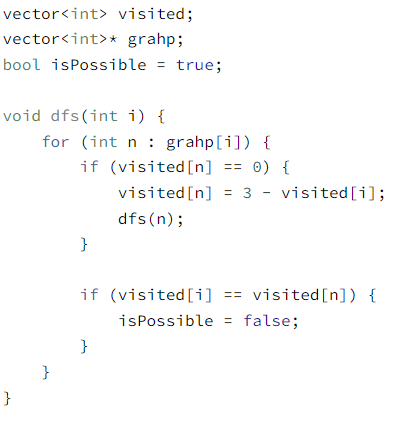 vector<int> visited;
vector<int>* grahp;
bool isPossible = true;
void dfs(int i) {
for (int n : grahp[i]) {
if (visited[n] == 0) {
visited[n] = 3 - visited[i];
dfs(n);
}
if (visited[i] == visited[n]) {
isPossible = false;
}
}
}